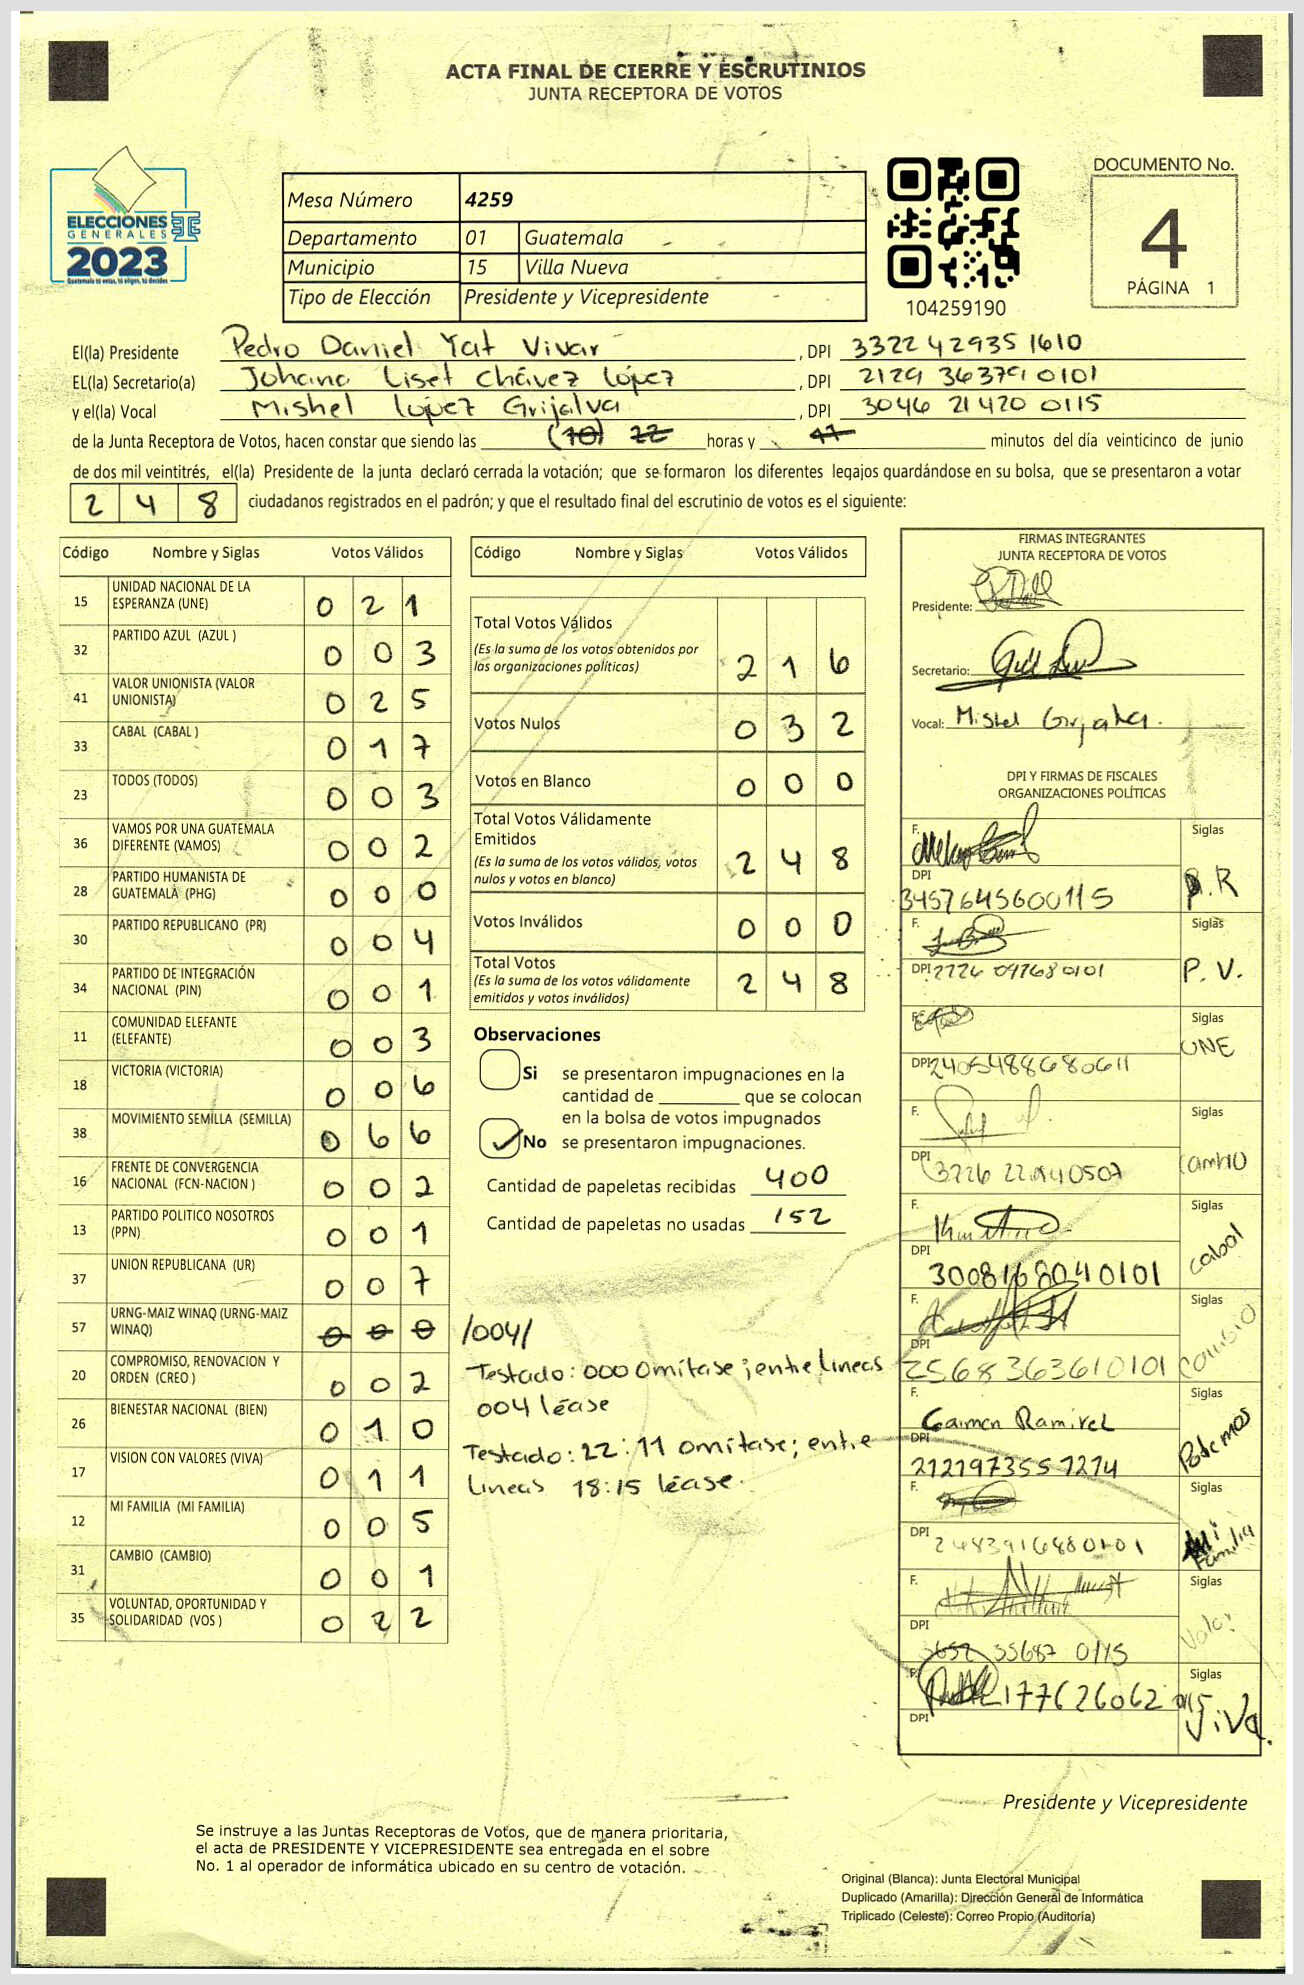 ACTA FINAL DE CIERRE Y ESCRUTINIOS
JUNTA RECEPTORA DE VOTOS
ELECCIONES
GENERALES
2023
Guatemala tú votas, tú eliges, tú decides
Mesa Número 4259
Departamento 01 Guatemala
Municipio 15 Villa Nueva
Tipo de Elección Presidente y Vicepresidente
104259190
DOCUMENTO No.
4
PÁGINA 1
El(la) Presidente Pedro Daniel Yat Vivar, DPI 3322 42935 1610
EL(la) Secretario(a) Johana Liset Chávez López, DPI 2129 36379 0101
y el(la) Vocal Mishel López Grijalva, DPI 3046 21420 0115
de la Junta Receptora de Votos, hacen constar que siendo las 22 horas y minutos del día veinticinco de junio
de dos mil veintitrés, el(la) Presidente de la junta declaró cerrada la votación; que se formaron los diferentes legajos guardándose en su bolsa, que se presentaron a votar
2 4 8 ciudadanos registrados en el padrón; y que el resultado final del escrutinio de votos es el siguiente:
Código Nombre y Siglas Votos Válidos
15 UNIDAD NACIONAL DE LA ESPERANZA (UNE) 0 2 1
32 PARTIDO AZUL (AZUL ) 0 0 3
41 VALOR UNIONISTA (VALOR UNIONISTA) 0 2 5
33 CABAL (CABAL ) 0 1 7
23 TODOS (TODOS) 0 0 3
36 VAMOS POR UNA GUATEMALA DIFERENTE (VAMOS) 0 0 2
28 PARTIDO HUMANISTA DE GUATEMALA (PHG) 0 0 0
30 PARTIDO REPUBLICANO (PR) 0 0 4
34 PARTIDO DE INTEGRACIÓN NACIONAL (PIN) 0 0 1
11 COMUNIDAD ELEFANTE (ELEFANTE) 0 0 3
18 VICTORIA (VICTORIA) 0 0 6
38 MOVIMIENTO SEMILLA (SEMILLA) 0 6 6
16 FRENTE DE CONVERGENCIA NACIONAL (FCN-NACION ) 0 0 2
13 PARTIDO POLITICO NOSOTROS (PPN) 0 0 1
37 UNION REPUBLICANA (UR) 0 0 7
57 URNG-MAIZ WINAQ (URNG-MAIZ WINAQ) 0 0 0 /004/
20 COMPROMISO, RENOVACION Y ORDEN (CREO ) 0 0 2
26 BIENESTAR NACIONAL (BIEN) 0 1 0
17 VISION CON VALORES (VIVA) 0 1 1
12 MI FAMILIA (MI FAMILIA) 0 0 5
31 CAMBIO (CAMBIO) 0 0 1
35 VOLUNTAD, OPORTUNIDAD Y SOLIDARIDAD (VOS ) 0 2 2
Código Nombre y Siglas Votos Válidos
Total Votos Válidos 2 1 6
(Es la suma de los votos obtenidos por
las organizaciones políticas)
Votos Nulos 0 3 2
Votos en Blanco 0 0 0
Total Votos Válidamente
Emitidos 2 4 8
(Es la suma de los votos válidos, votos
nulos y votos en blanco)
Votos Inválidos 0 0 0
Total Votos 2 4 8
(Es la suma de los votos válidamente
emitidos y votos inválidos)
Observaciones
Si se presentaron impugnaciones en la
cantidad de ________ que se colocan
en la bolsa de votos impugnados
No se presentaron impugnaciones.
Cantidad de papeletas recibidas 400
Cantidad de papeletas no usadas 152
Testado: 000 Omítase; entre lineas
004 léase
Testado: 22:11 omítase; entre
lineas 18:15 léase.
FIRMAS INTEGRANTES
JUNTA RECEPTORA DE VOTOS
Presidente:
Secretario:
Vocal: Mishel Grijalva.
DPI Y FIRMAS DE FISCALES
ORGANIZACIONES POLÍTICAS
F. Siglas
DPI 3457645600115 P.R
F. Siglas
DPI 2726 097680101 P.V.
F. Siglas
DPI 2405488680611 UNE
F. Siglas
DPI Cambio
F. Siglas
DPI 3008168040101 cabal
F. Siglas
DPI 2568363610101 Cambio
F. Carmen Ramirez Siglas
DPI 2121973551214 Podemos
F. Siglas
DPI 2483916880101 Mi Familia
F. Siglas
DPI 3652 55687 0115 Valor
F. 2177626062 0115 Siglas
DPI Viva.
Presidente y Vicepresidente
Se instruye a las Juntas Receptoras de Votos, que de manera prioritaria,
el acta de PRESIDENTE Y VICEPRESIDENTE sea entregada en el sobre
No. 1 al operador de informática ubicado en su centro de votación.
Original (Blanca): Junta Electoral Municipal
Duplicado (Amarilla): Dirección General de Informática
Triplicado (Celeste): Correo Propio (Auditoría)